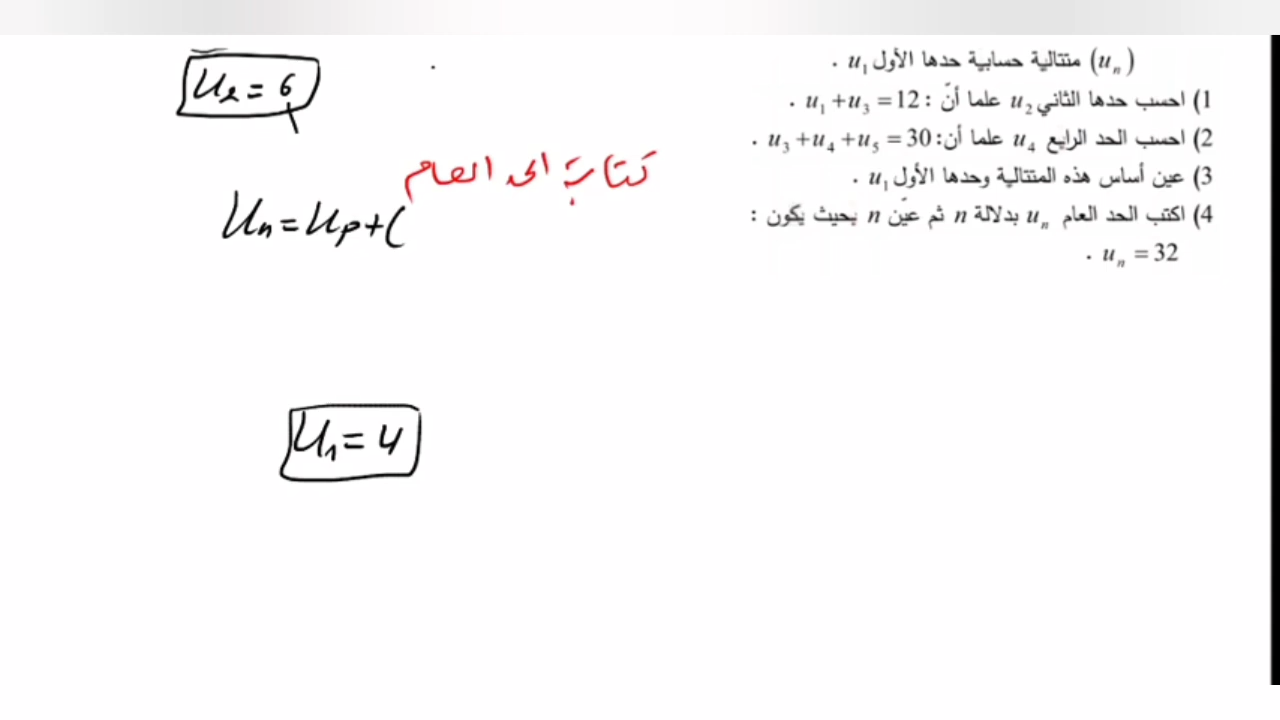 (uₙ) متتالية حسابية حدها الأول u₁ .
1) احسب حدها الثاني u₂ علما أنّ : u₁ + u₃ = 12 .
2) احسب الحد الرابع u₄ علما أن: u₃ + u₄ + u₅ = 30 .
3) عين أساس هذه المتتالية وحدها الأول u₁ .
4) اكتب الحد العام uₙ بدلالة n ثم عيّن n بحيث يكون :
uₙ = 32 .
U₂ = 6
كتابة الحد العام
Uₙ = Uₚ + (
U₁ = 4